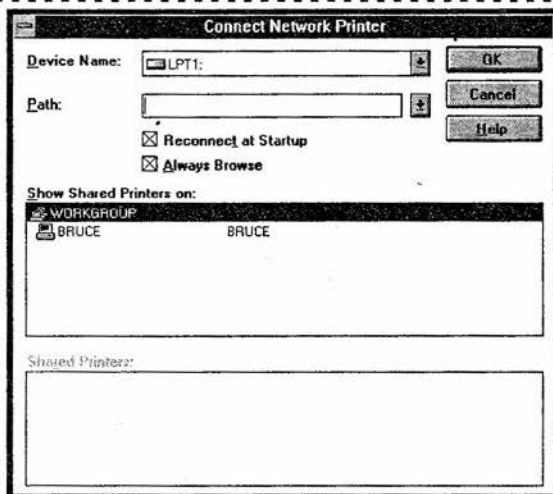 Connect Network Printer
Device Name:
LPT1:
OK
Path:
Cancel
Help
Reconnect at Startup
Always Browse
Show Shared Printers on:
WORKGROUP
BRUCE BRUCE
Shared Printers: